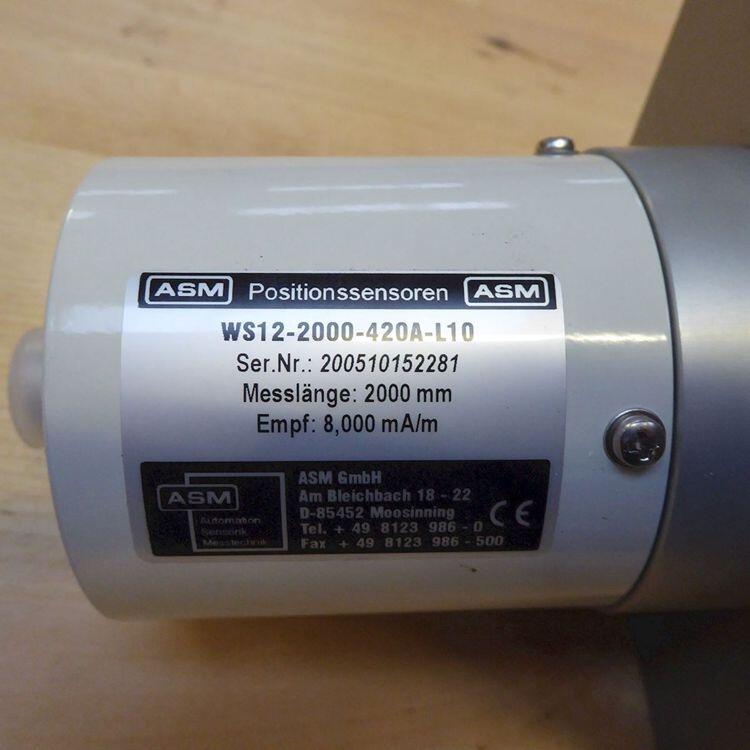 ASM Positionssensoren ASM
WS12-2000-420A-L10
Ser.Nr.: 200510152281
Messlänge: 2000 mm
Empf: 8,000 mA/m
ASM
Automation
Sensorik
Messtechnik
ASM GmbH
Am Bleichbach 18 - 22
D-85452 Moosinning
Tel. + 49 8123 986 - 0
Fax + 49 8123 986 - 500
CE